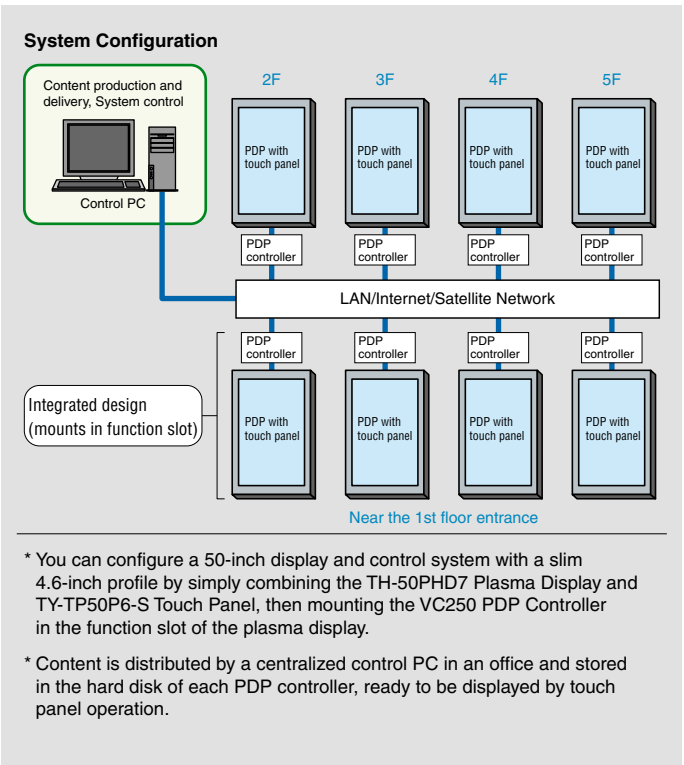 System Configuration
Content production and
delivery, System control
Control PC
2F
3F
4F
5F
PDP with
touch panel
PDP with
touch panel
PDP with
touch panel
PDP with
touch panel
PDP
controller
PDP
controller
PDP
controller
PDP
controller
LAN/Internet/Satellite Network
PDP
controller
PDP
controller
PDP
controller
PDP
controller
Integrated design
(mounts in function slot)
PDP with
touch panel
PDP with
touch panel
PDP with
touch panel
PDP with
touch panel
Near the 1st floor entrance
* You can configure a 50-inch display and control system with a slim
4.6-inch profile by simply combining the TH-50PHD7 Plasma Display and
TY-TP50P6-S Touch Panel, then mounting the VC250 PDP Controller
in the function slot of the plasma display.
* Content is distributed by a centralized control PC in an office and stored
in the hard disk of each PDP controller, ready to be displayed by touch
panel operation.